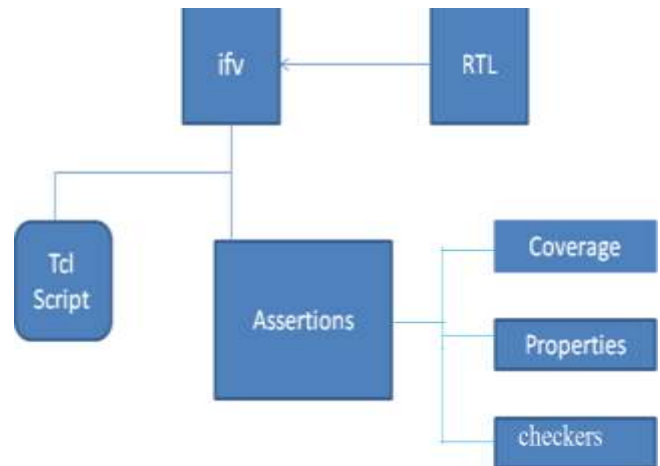 ifv
RTL
Tcl
Script
Assertions
Coverage
Properties
checkers